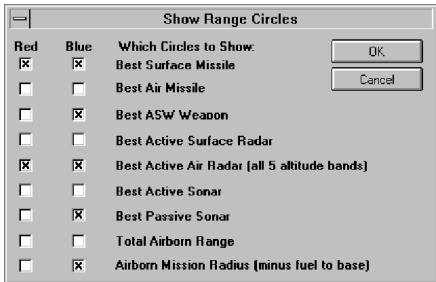 Show Range Circles
Red Blue Which Circles to Show:
OK
Best Surface Missile
Cancel
Best Air Missile
Best ASW Weapon
Best Active Surface Radar
Best Active Air Radar (all 5 altitude bands)
Best Active Sonar
Best Passive Sonar
Total Airborn Range
Airborn Mission Radius (minus fuel to base)